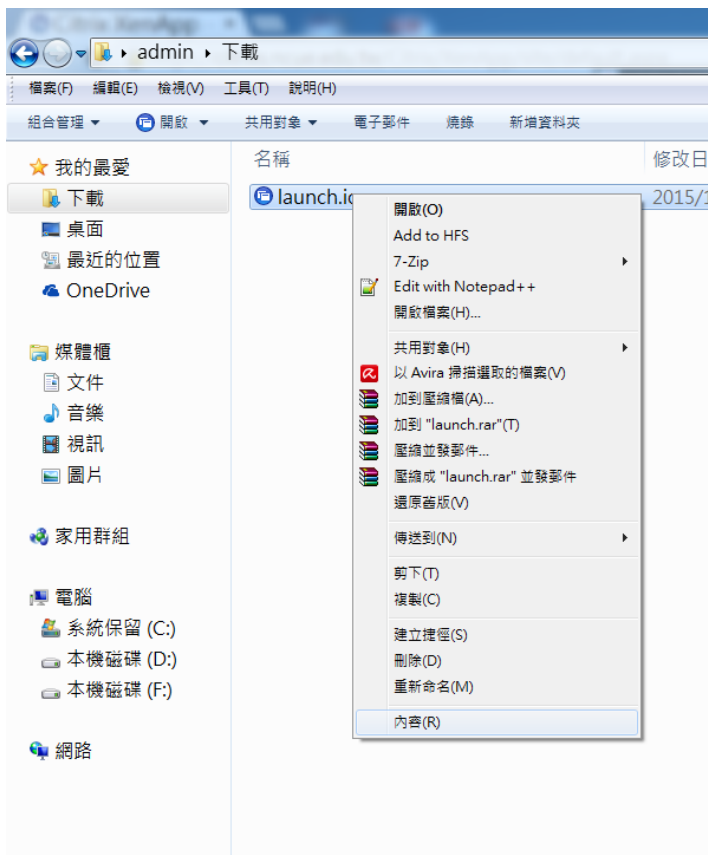 admin 下載
檔案(F) 編輯(E) 檢視(V) 工具(T) 說明(H)
組合管理 開啟 共用對象 電子郵件 燒錄 新增資料夾
我的最愛
下載
桌面
最近的位置
OneDrive
媒體櫃
文件
音樂
視訊
圖片
家用群組
電腦
系統保留 (C:)
本機磁碟 (D:)
本機磁碟 (F:)
網路
名稱 修改日
launch.ic 2015/1
開啟(O)
Add to HFS
7-Zip
Edit with Notepad++
開啟檔案(H)...
共用對象(H)
以 Avira 掃描選取的檔案(V)
加到壓縮檔(A)...
加到 "launch.rar"(T)
壓縮並發郵件...
壓縮成 "launch.rar" 並發郵件
還原舊版(V)
傳送到(N)
剪下(T)
複製(C)
建立捷徑(S)
刪除(D)
重新命名(M)
內容(R)